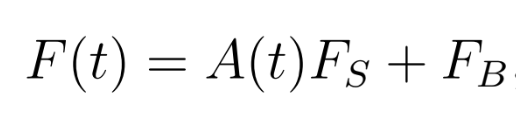 F(t) = A(t)F_S + F_B,